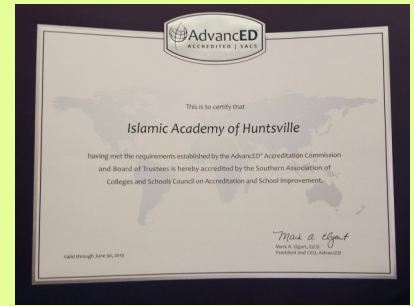 AdvancED
ACCREDITED | SACS
This is to certify that
Islamic Academy of Huntsville
having met the requirements established by the AdvancED® Accreditation Commission
and Board of Trustees is hereby accredited by the Southern Association of
Colleges and Schools Council on Accreditation and School Improvement.
Mark A. Elgart
Mark A. Elgart, Ed.D.
President and CEO, AdvancED
Valid through June 30, 2019